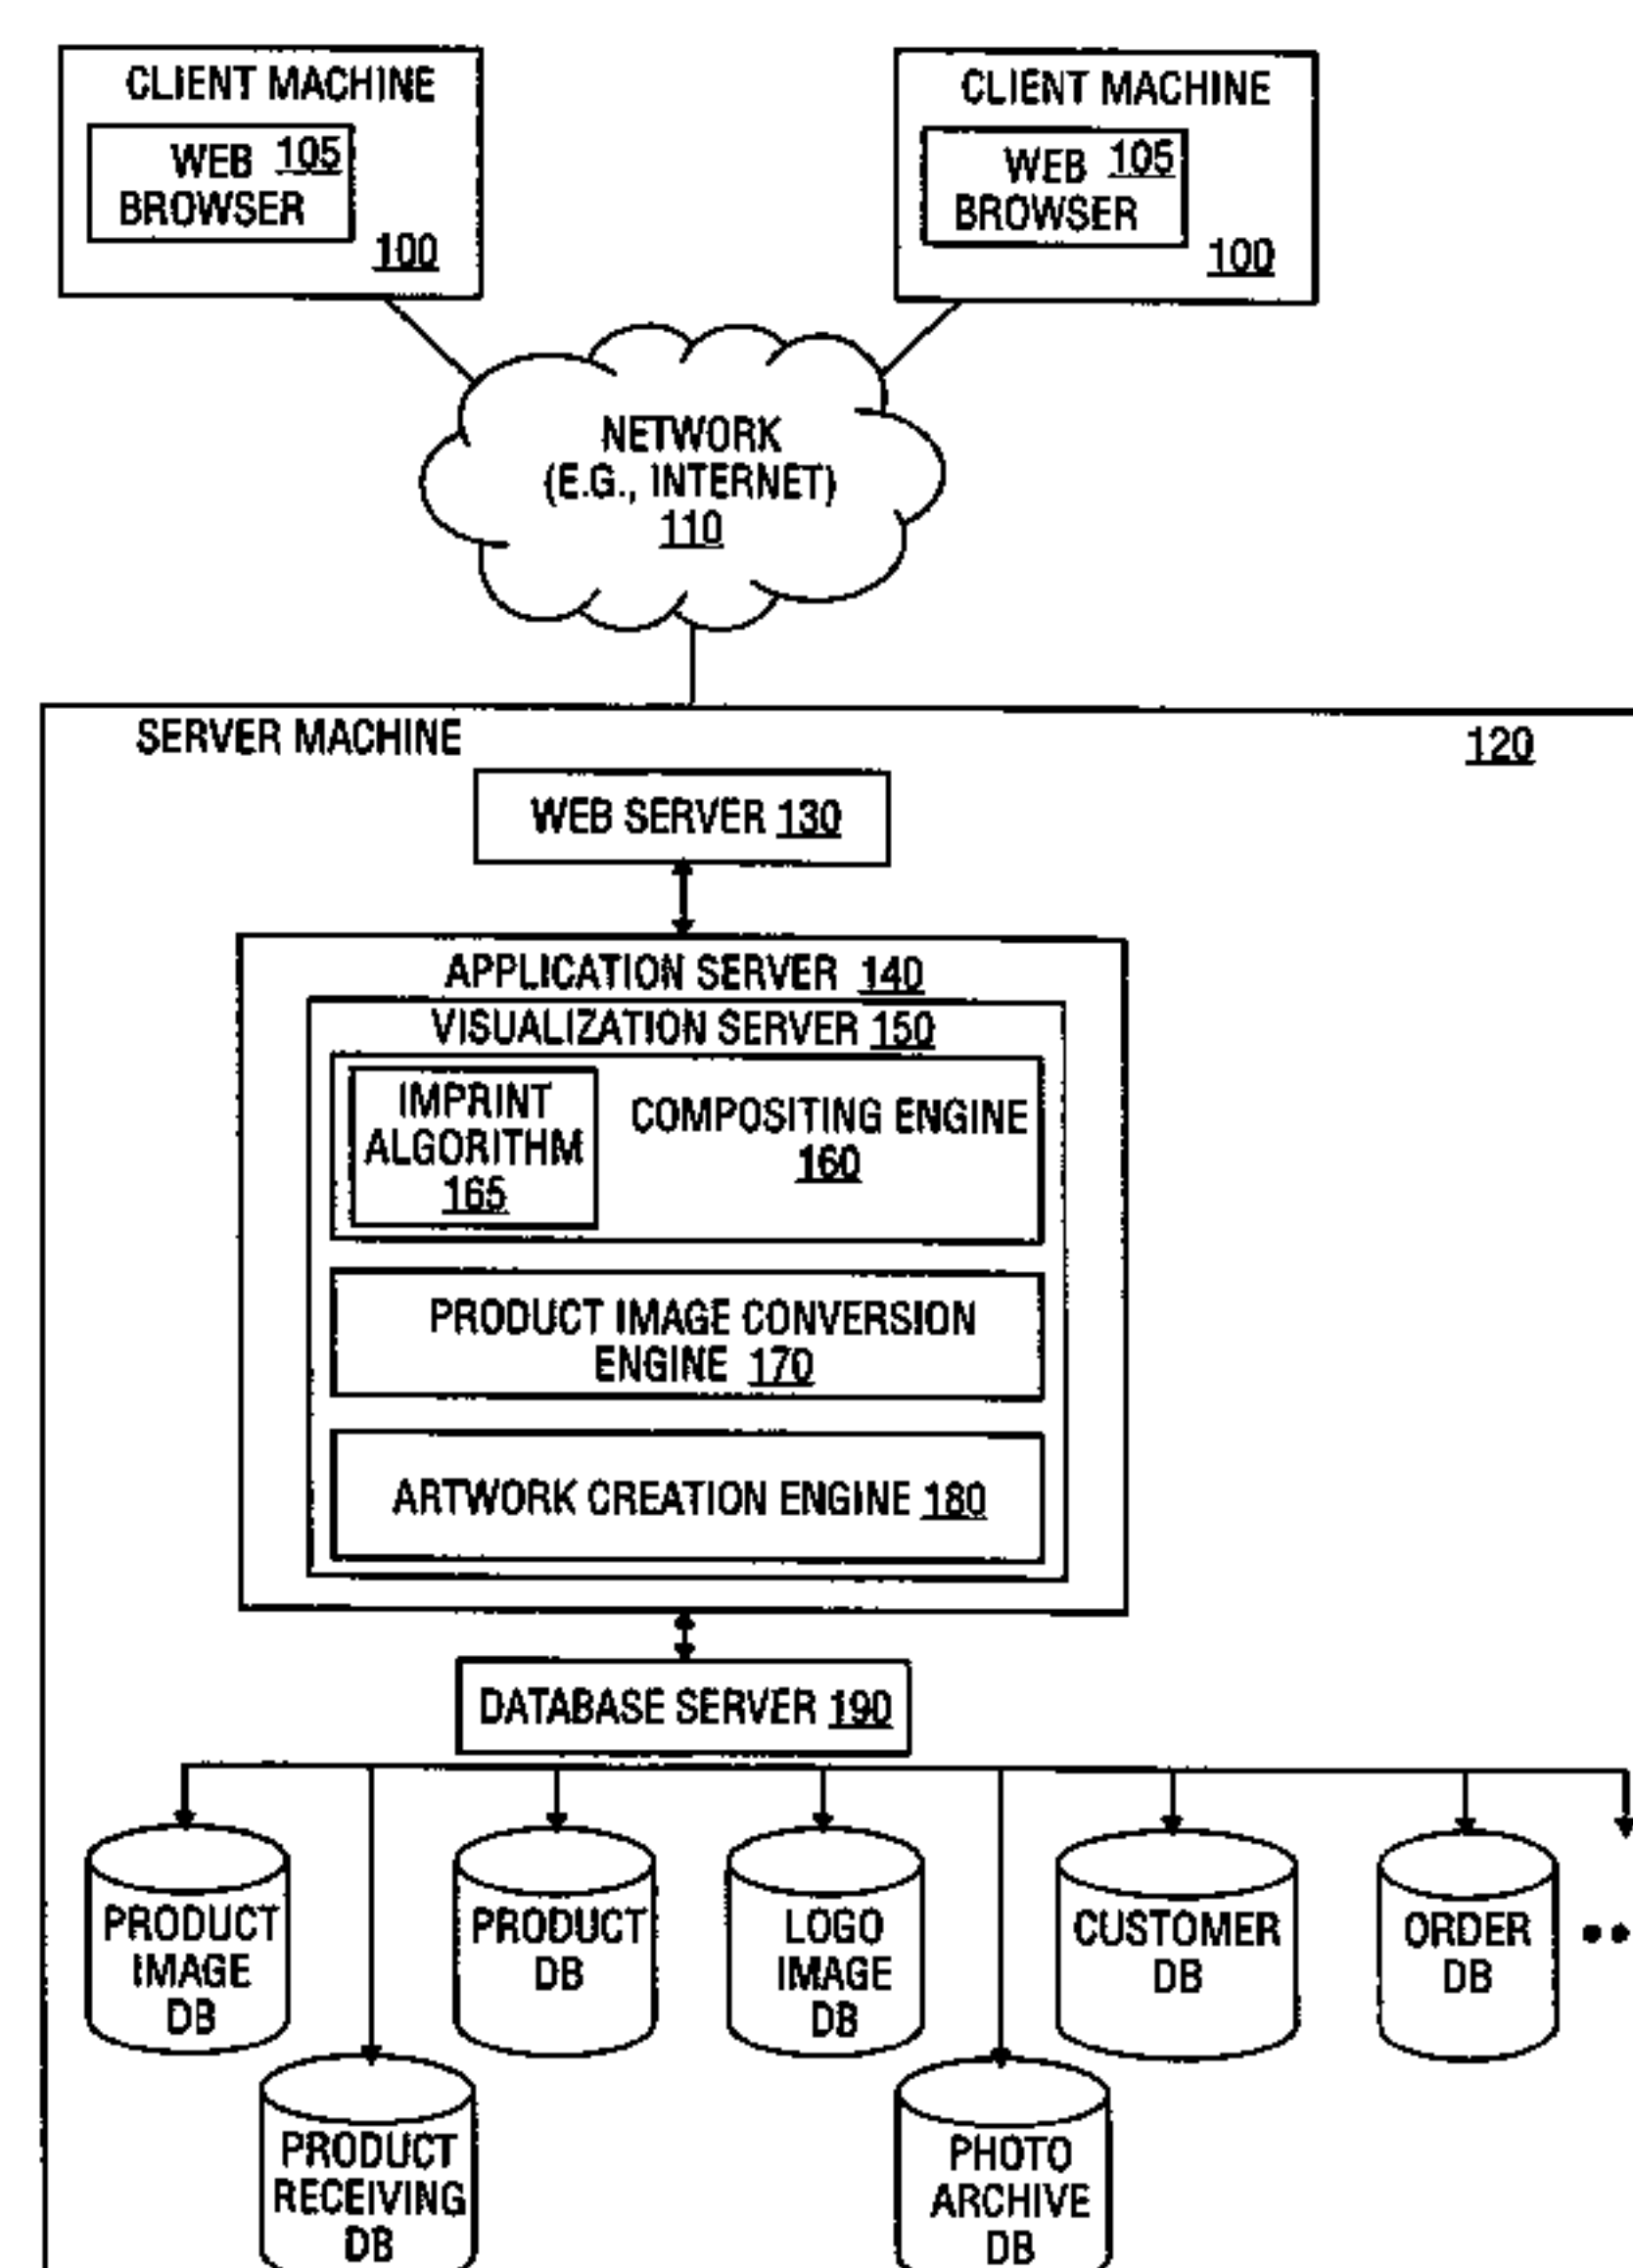 CLIENT MACHINE
WEB 105
BROWSER
100
CLIENT MACHINE
WEB 105
BROWSER
100
NETWORK
(E.G., INTERNET)
110
SERVER MACHINE
120
WEB SERVER 130
APPLICATION SERVER 140
VISUALIZATION SERVER 150
IMPRINT
ALGORITHM
165
COMPOSITING ENGINE
160
PRODUCT IMAGE CONVERSION
ENGINE 170
ARTWORK CREATION ENGINE 180
DATABASE SERVER 190
PRODUCT
IMAGE
DB
PRODUCT
DB
LOGO
IMAGE
DB
CUSTOMER
DB
ORDER
DB
PRODUCT
RECEIVING
DB
PHOTO
ARCHIVE
DB